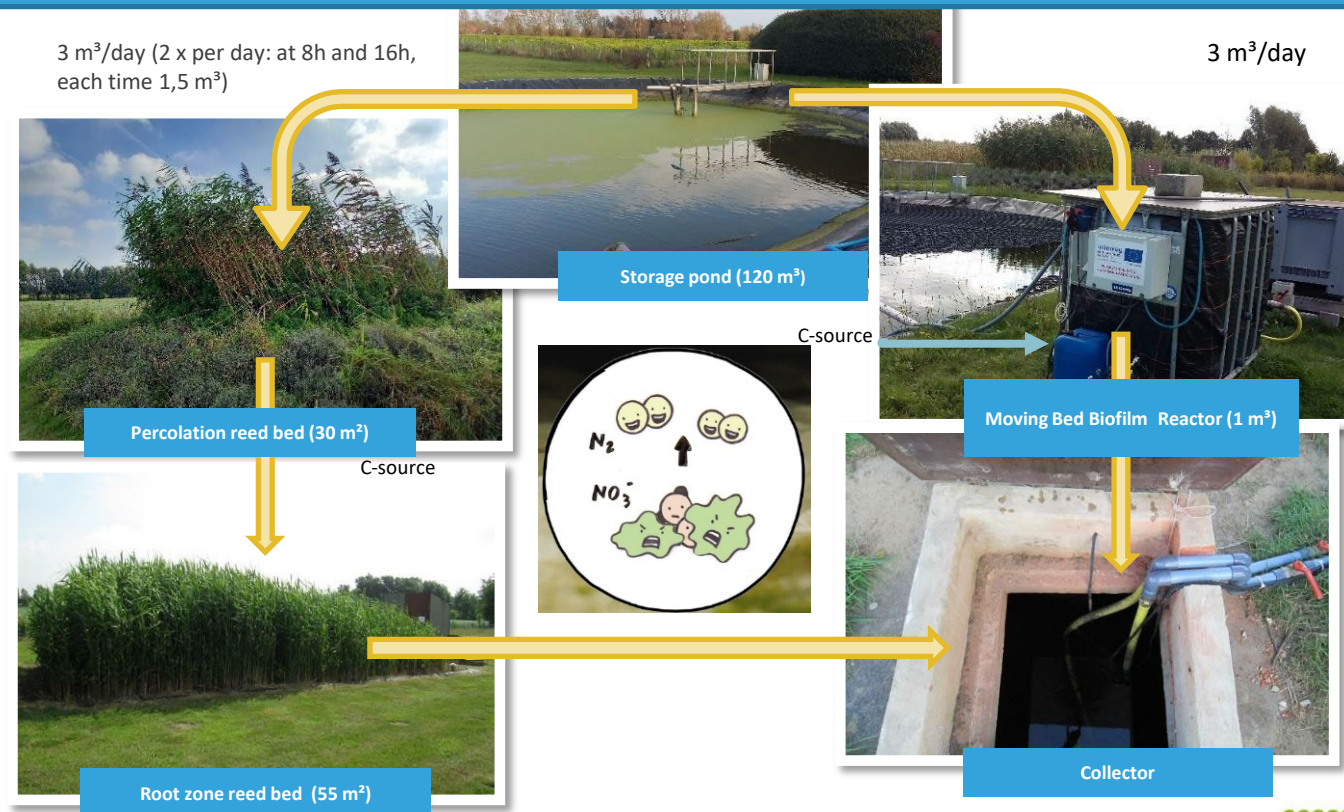 3 m³/day (2 x per day: at 8h and 16h,
each time 1,5 m³)
3 m³/day
Storage pond (120 m³)
C-source
Percolation reed bed (30 m²)
Moving Bed Biofilm Reactor (1 m³)
C-source
N₂
NO₃⁻
Root zone reed bed (55 m²)
Collector